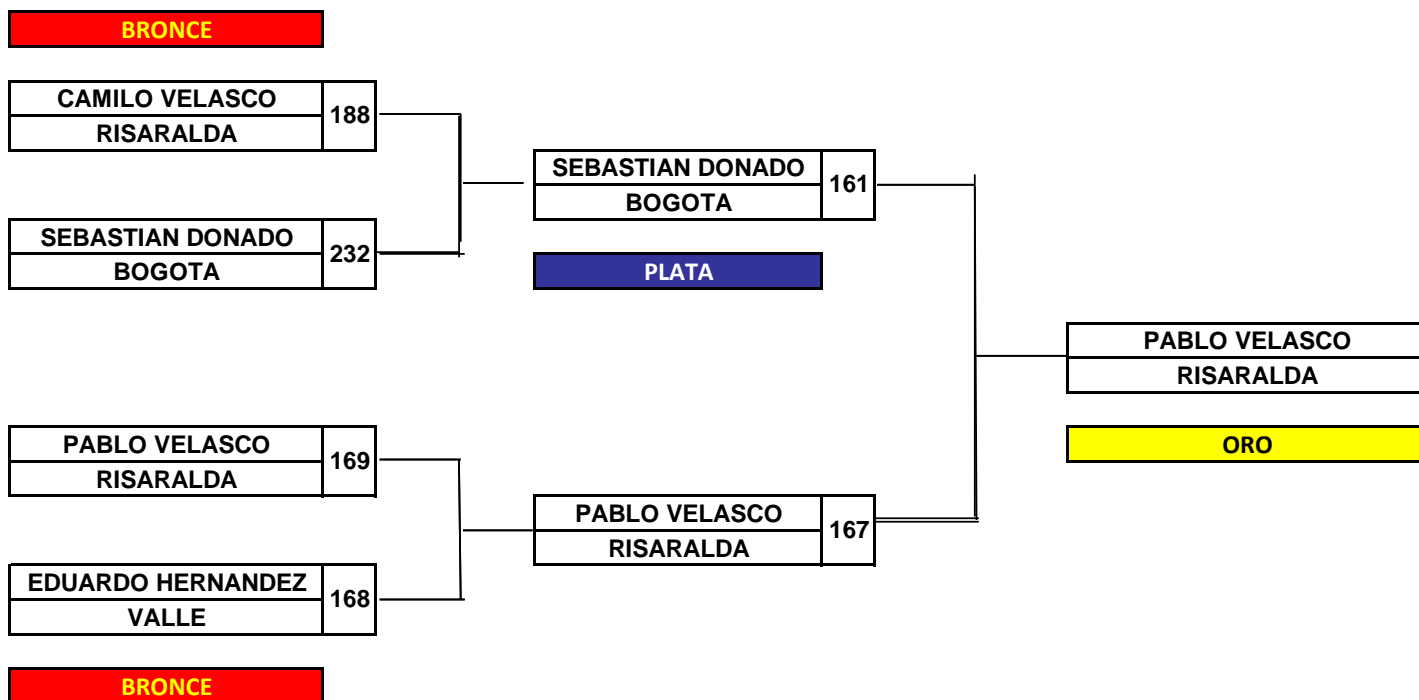 BRONCE
CAMILO VELASCO
188
RISARALDA
SEBASTIAN DONADO
232
BOGOTA
SEBASTIAN DONADO
161
BOGOTA
PLATA
PABLO VELASCO
RISARALDA
ORO
PABLO VELASCO
169
RISARALDA
PABLO VELASCO
167
RISARALDA
EDUARDO HERNANDEZ
168
VALLE
BRONCE